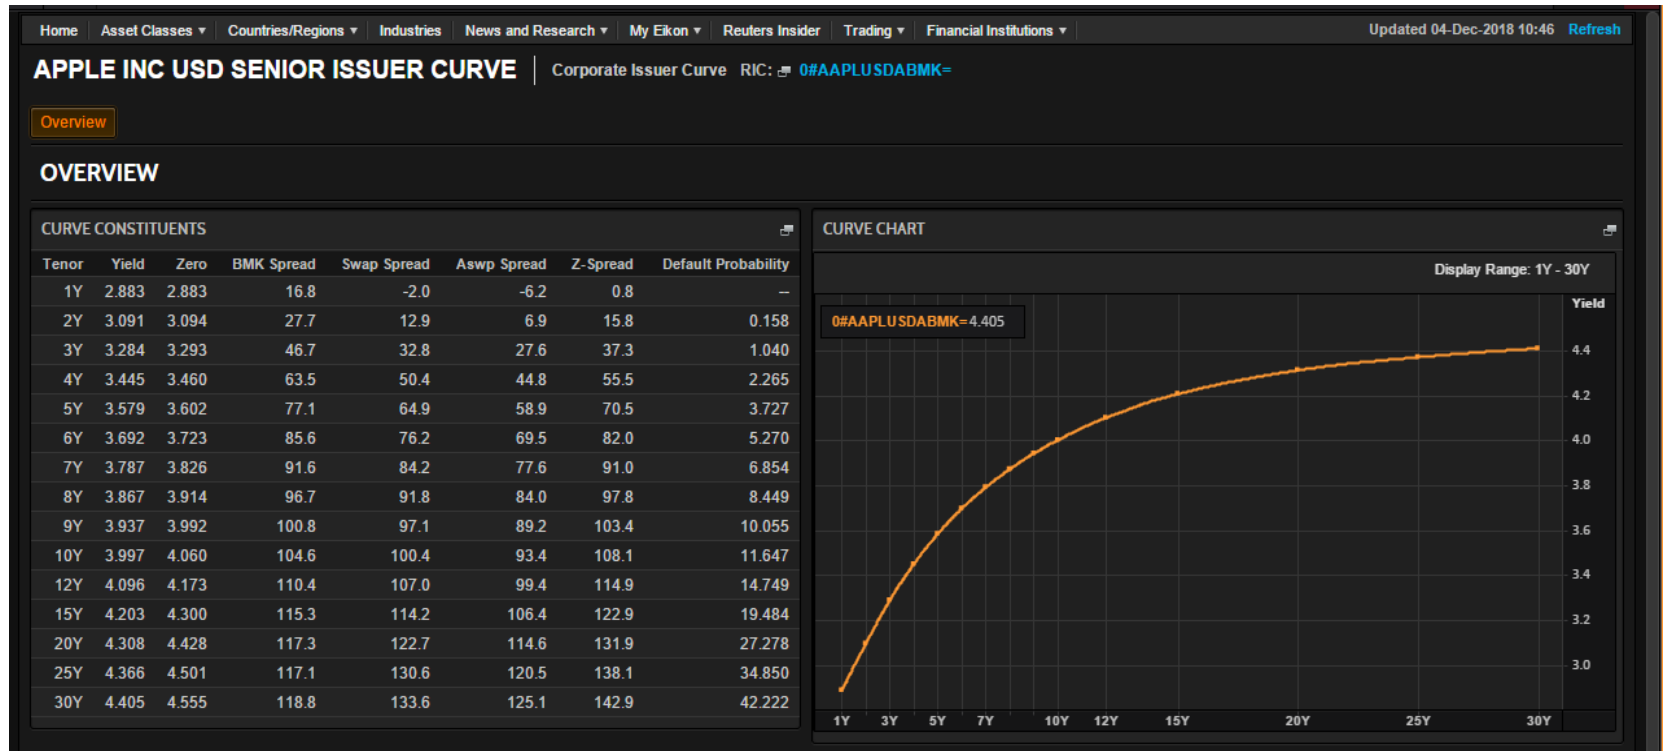 Home Asset Classes ▾ Countries/Regions ▾ Industries News and Research ▾ My Eikon ▾ Reuters Insider Trading ▾ Financial Institutions ▾ Updated 04-Dec-2018 10:46 Refresh
APPLE INC USD SENIOR ISSUER CURVE Corporate Issuer Curve RIC: 0#AAPLUSDABMK=
Overview
OVERVIEW
CURVE CONSTITUENTS
Tenor Yield Zero BMK Spread Swap Spread Aswp Spread Z-Spread Default Probability
1Y 2.883 2.883 16.8 -2.0 -6.2 0.8 –
2Y 3.091 3.094 27.7 12.9 6.9 15.8 0.158
3Y 3.284 3.293 46.7 32.8 27.6 37.3 1.040
4Y 3.445 3.460 63.5 50.4 44.8 55.5 2.265
5Y 3.579 3.602 77.1 64.9 58.9 70.5 3.727
6Y 3.692 3.723 85.6 76.2 69.5 82.0 5.270
7Y 3.787 3.826 91.6 84.2 77.6 91.0 6.854
8Y 3.867 3.914 96.7 91.8 84.0 97.8 8.449
9Y 3.937 3.992 100.8 97.1 89.2 103.4 10.055
10Y 3.997 4.060 104.6 100.4 93.4 108.1 11.647
12Y 4.096 4.173 110.4 107.0 99.4 114.9 14.749
15Y 4.203 4.300 115.3 114.2 106.4 122.9 19.484
20Y 4.308 4.428 117.3 122.7 114.6 131.9 27.278
25Y 4.366 4.501 117.1 130.6 120.5 138.1 34.850
30Y 4.405 4.555 118.8 133.6 125.1 142.9 42.222
CURVE CHART
Display Range: 1Y - 30Y
Yield
0#AAPLUSDABMK=4.405
4.4
4.2
4.0
3.8
3.6
3.4
3.2
3.0
1Y 3Y 5Y 7Y 10Y 12Y 15Y 20Y 25Y 30Y